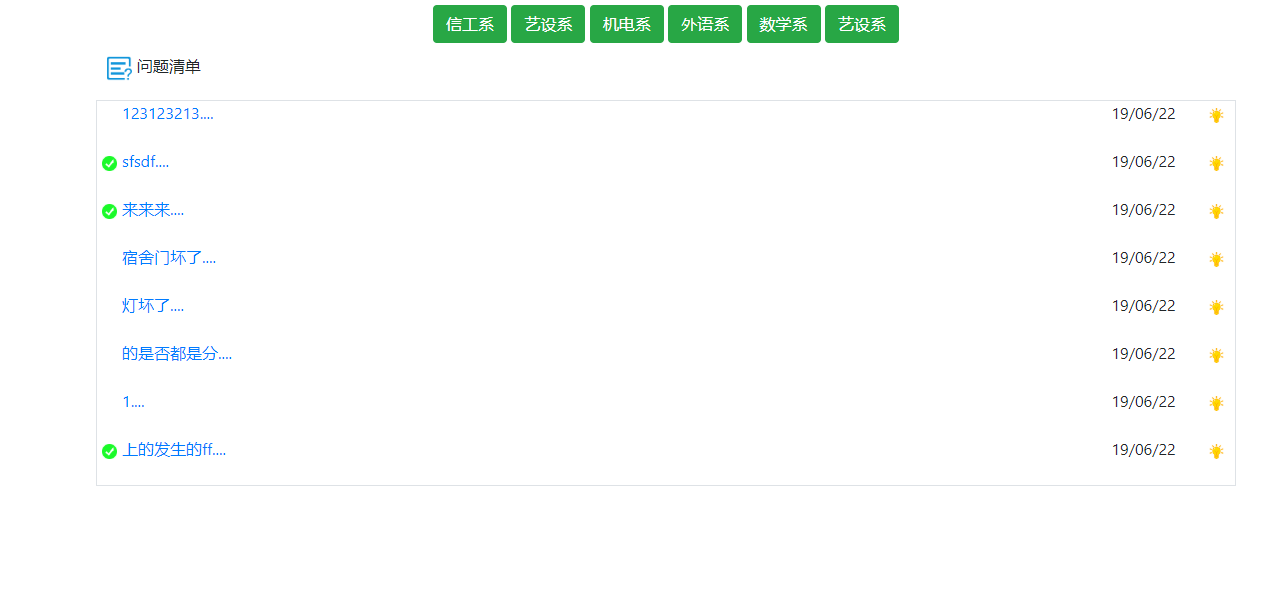 信工系 艺设系 机电系 外语系 数学系 艺设系
问题清单
123123213.... 19/06/22
sfsdf.... 19/06/22
来来来.... 19/06/22
宿舍门坏了.... 19/06/22
灯坏了.... 19/06/22
的是否都是分.... 19/06/22
1.... 19/06/22
上的发生的ff.... 19/06/22